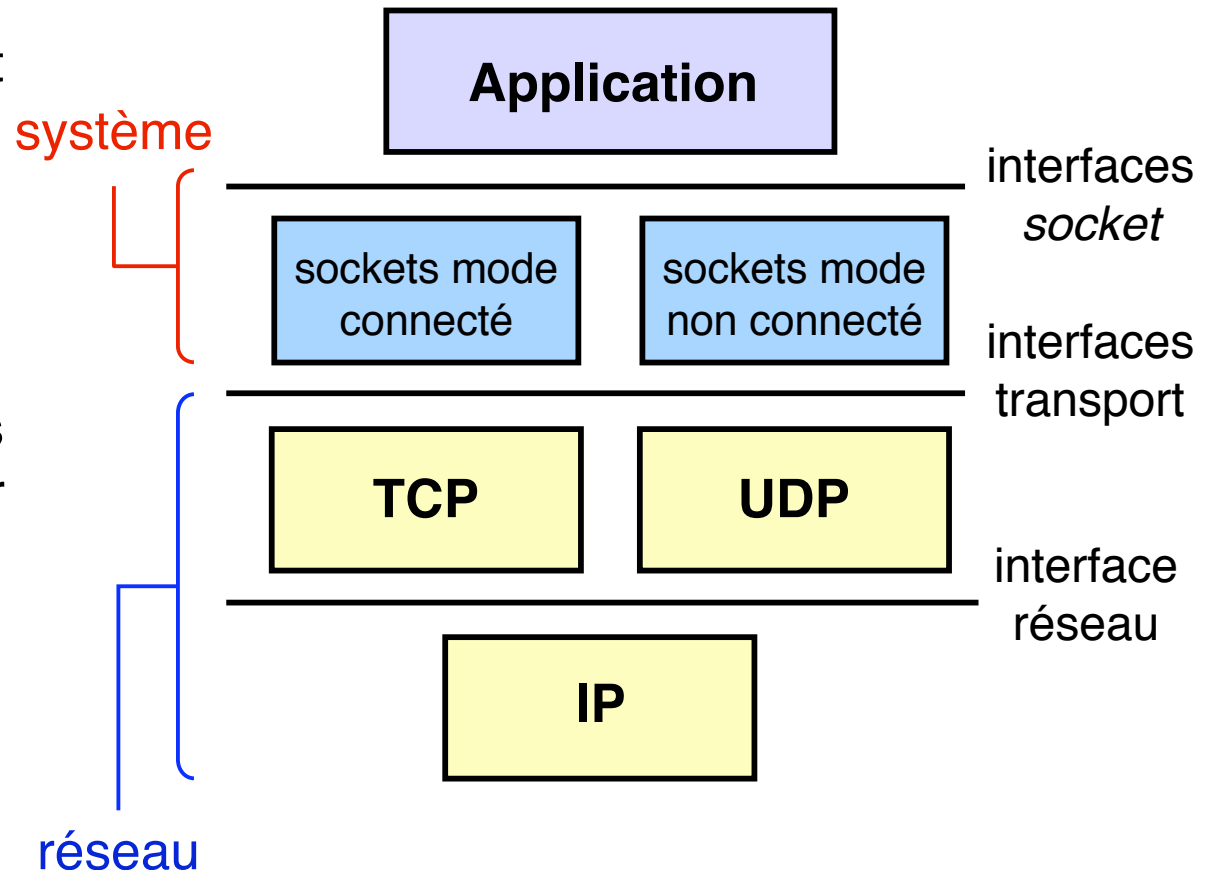 Application
système
interfaces
socket
sockets mode
connecté
sockets mode
non connecté
interfaces
transport
TCP
UDP
interface
réseau
IP
réseau